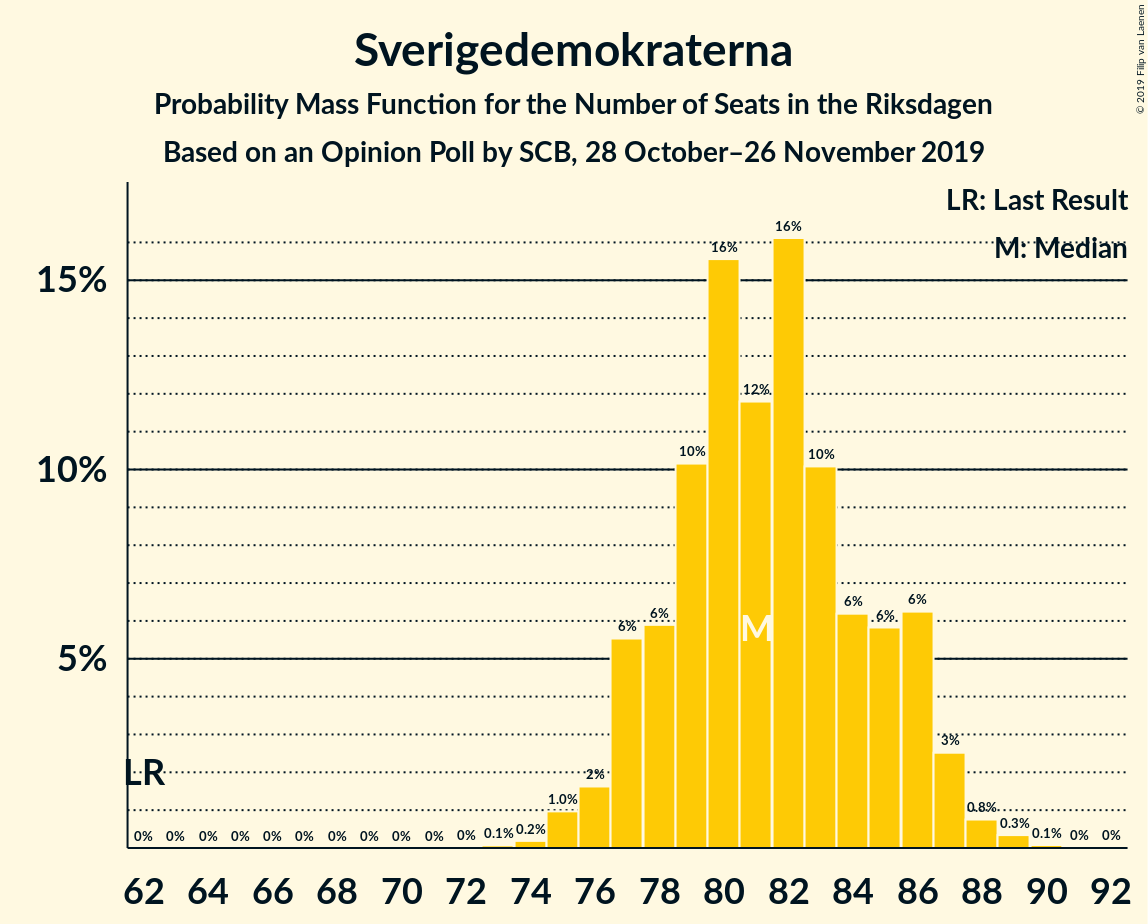 Sverigedemokraterna
Probability Mass Function for the Number of Seats in the Riksdagen
Based on an Opinion Poll by SCB, 28 October–26 November 2019
© 2019 Filip van Laenen
LR: Last Result
M: Median
15%
10%
5%
LR
M
0% 0% 0% 0% 0% 0% 0% 0% 0% 0% 0% 0.1% 0.2% 1.0% 2% 6% 6% 10% 16% 12% 16% 10% 6% 6% 6% 3% 0.8% 0.3% 0.1% 0% 0%
62 64 66 68 70 72 74 76 78 80 82 84 86 88 90 92